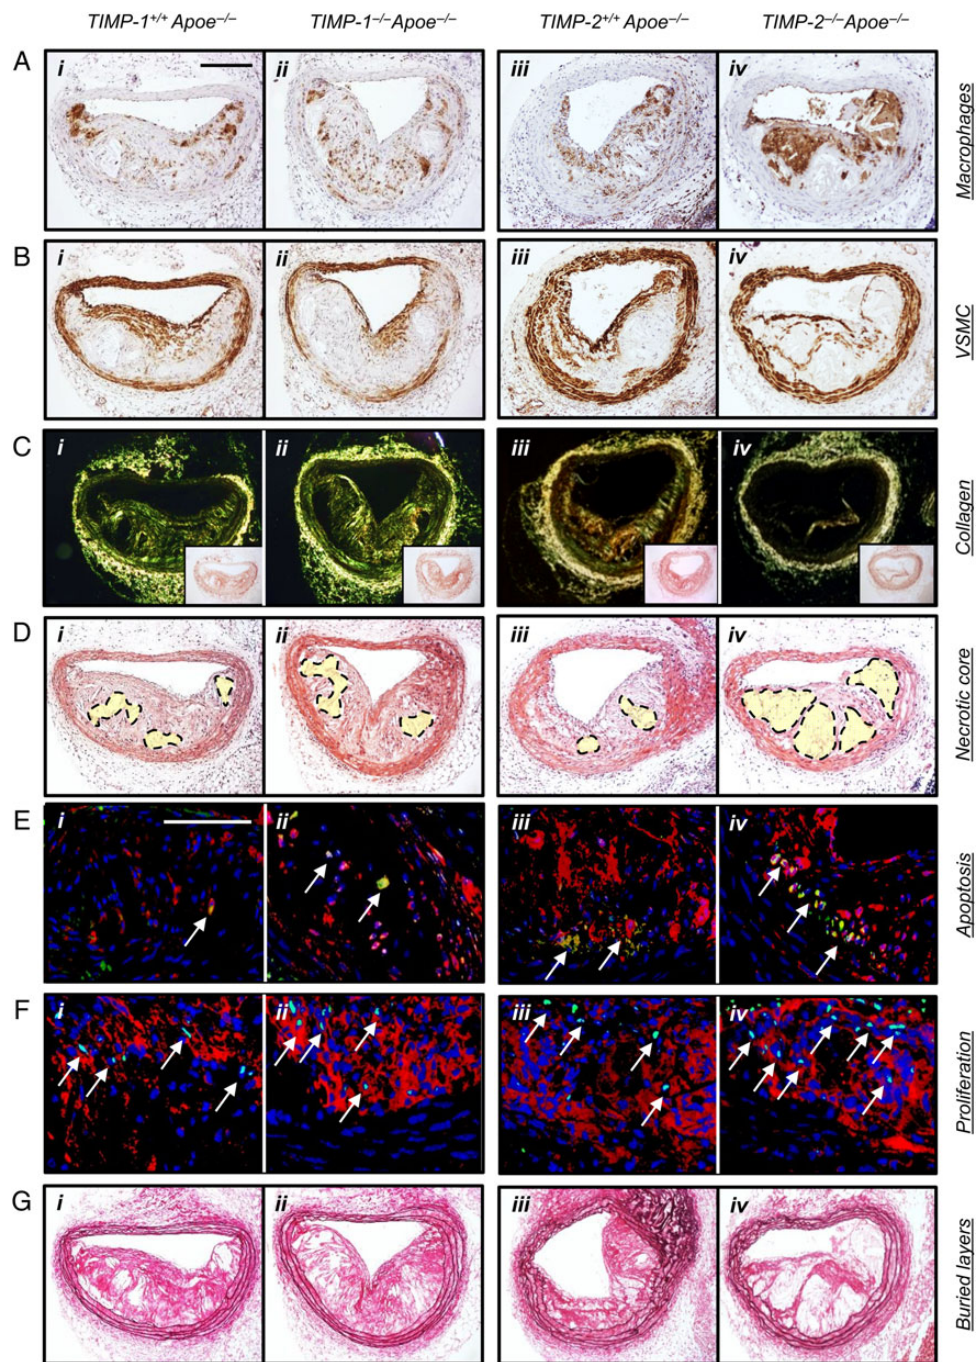 TIMP-1+/+ Apoe−/− TIMP-1−/−Apoe−/− TIMP-2+/+ Apoe−/− TIMP-2−/−Apoe−/−
A i ii iii iv Macrophages
B i ii iii iv VSMC
C i ii iii iv Collagen
D i ii iii iv Necrotic core
E i ii iii iv Apoptosis
F i ii iii iv Proliferation
G i ii iii iv Buried layers